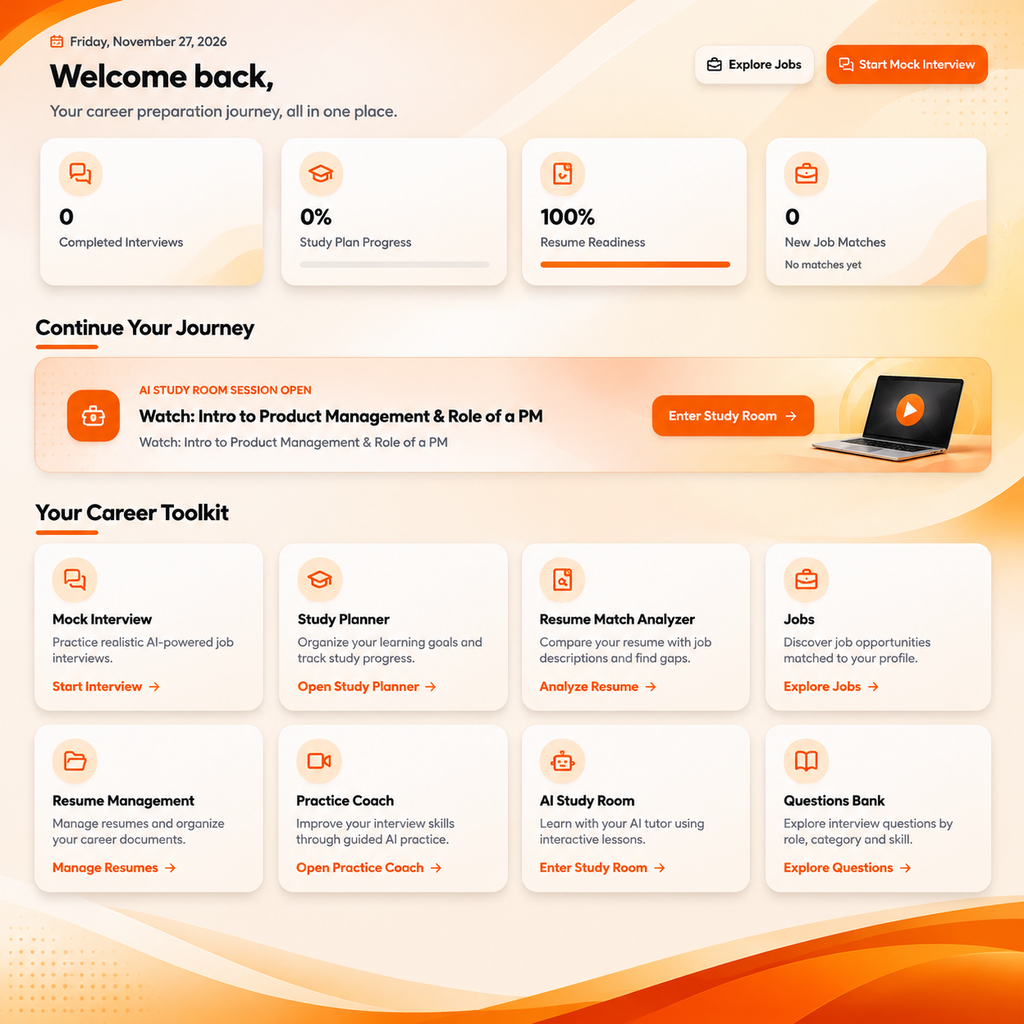 Friday, November 27, 2026
Welcome back,
Your career preparation journey, all in one place.
Explore Jobs
Start Mock Interview
0
Completed Interviews
0%
Study Plan Progress
100%
Resume Readiness
0
New Job Matches
No matches yet
Continue Your Journey
AI STUDY ROOM SESSION OPEN
Watch: Intro to Product Management & Role of a PM
Watch: Intro to Product Management & Role of a PM
Enter Study Room →
Your Career Toolkit
Mock Interview
Practice realistic AI-powered job
interviews.
Start Interview →
Study Planner
Organize your learning goals and
track study progress.
Open Study Planner →
Resume Match Analyzer
Compare your resume with job
descriptions and find gaps.
Analyze Resume →
Jobs
Discover job opportunities
matched to your profile.
Explore Jobs →
Resume Management
Manage resumes and organize
your career documents.
Manage Resumes →
Practice Coach
Improve your interview skills
through guided AI practice.
Open Practice Coach →
AI Study Room
Learn with your AI tutor using
interactive lessons.
Enter Study Room →
Questions Bank
Explore interview questions by
role, category and skill.
Explore Questions →